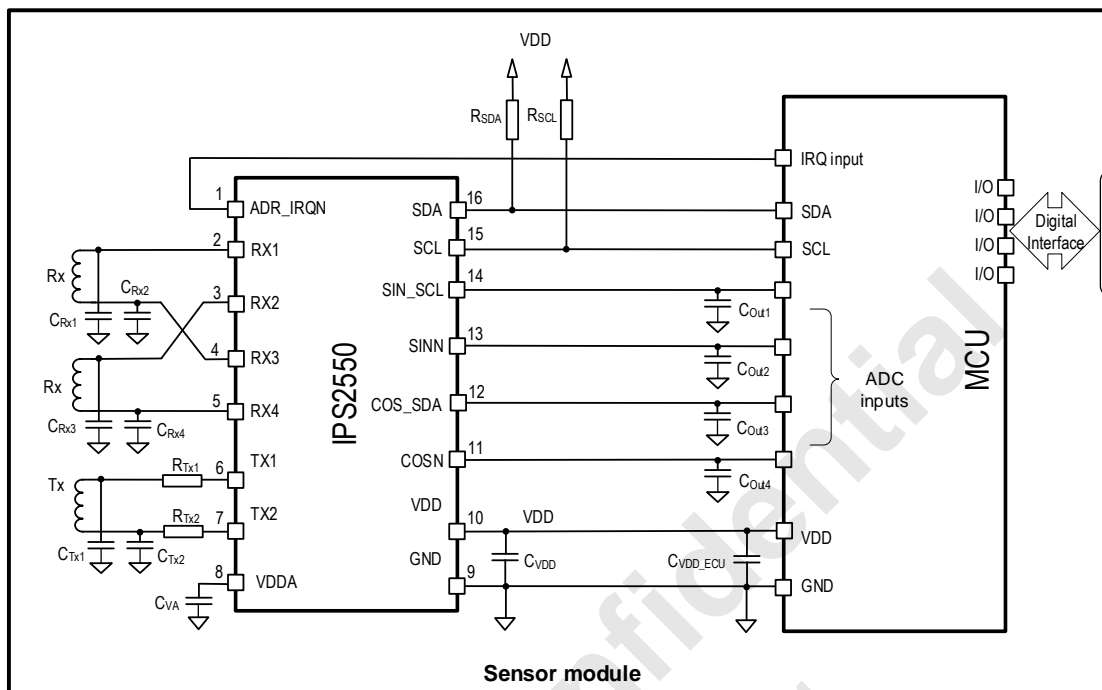 VDD
RSDA
RSCL
IRQ input
1
ADR_IRQN
SDA
16
SDA
I/O
I/O
I/O
I/O
Digital
Interface
2
RX1
SCL
15
SCL
Rx
CRx1
CRx2
3
RX2
SIN_SCL
14
COut1
4
RX3
SINN
13
COut2
ADC
inputs
MCU
IPS2550
Rx
CRx3
CRx4
5
RX4
COS_SDA
12
COut3
COSN
11
COut4
Tx
RTx1
6
TX1
RTx2
7
TX2
CTx1
CTx2
VDD
10
VDD
VDD
CVDD
CVDD_ECU
GND
9
GND
8
VDDA
CVA
Sensor module
Confidential